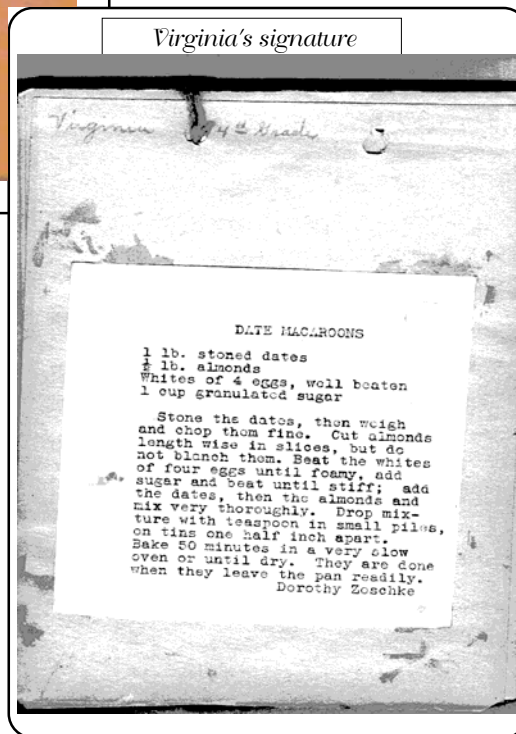 Virginia's signature
Virginia 4th Grade
DATE MACAROONS
1 lb. stoned dates
½ lb. almonds
Whites of 4 eggs, well beaten
1 cup granulated sugar
Stone the dates, then weigh
and chop them fine. Cut almonds
length wise in slices, but do
not blanch them. Beat the whites
of four eggs until foamy, add
sugar and beat until stiff; add
the dates, then the almonds and
mix very thoroughly. Drop mix-
ture with teaspoon in small piles,
on tins one half inch apart.
Bake 50 minutes in a very slow
oven or until dry. They are done
when they leave the pan readily.
Dorothy Zoschke